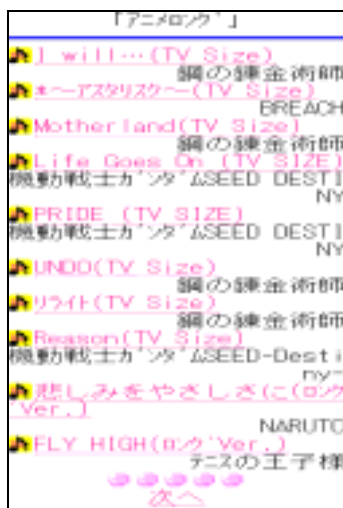 「アニメロング」
I will…(TV Size)
鋼の錬金術師
*～アスタリスク～(TV Size)
BREACH
Motherland(TV Size)
鋼の錬金術師
Life Goes On (TV SIZE)
機動戦士ガンダムSEED DESTI
NY
PRIDE (TV SIZE)
機動戦士ガンダムSEED DESTI
NY
UNDO(TV Size)
鋼の錬金術師
リライト(TV Size)
鋼の錬金術師
Reason(TV Size)
機動戦士ガンダムSEED-Desti
ny-
悲しみをやさしさに(ロング
Ver.)
NARUTO
FLY HIGH(ロングVer.)
テニスの王子様
次へ